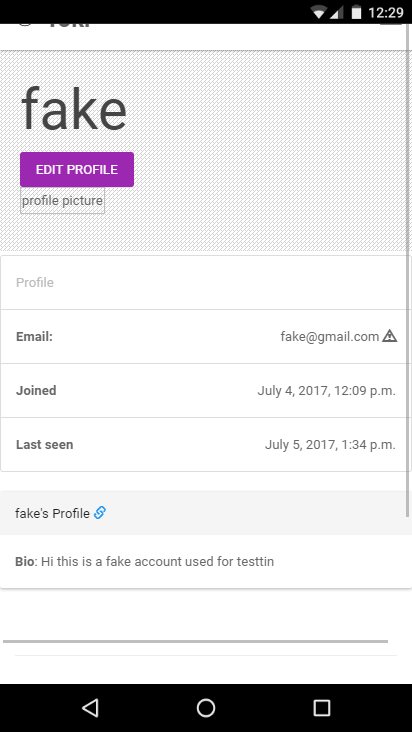 12:29
fake
EDIT PROFILE
profile picture
Profile
Email: fake@gmail.com
Joined July 4, 2017, 12:09 p.m.
Last seen July 5, 2017, 1:34 p.m.
fake's Profile
Bio: Hi this is a fake account used for testtin